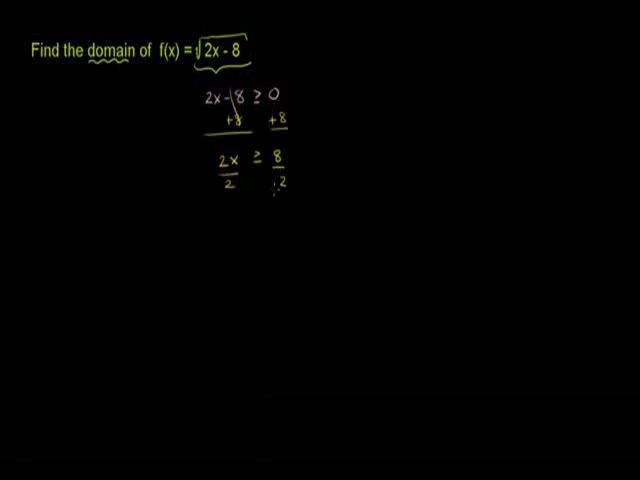 Find the domain of f(x) = √2x - 8
2x - 8 ≥ 0
+8 +8
2x ≥ 8
2 2